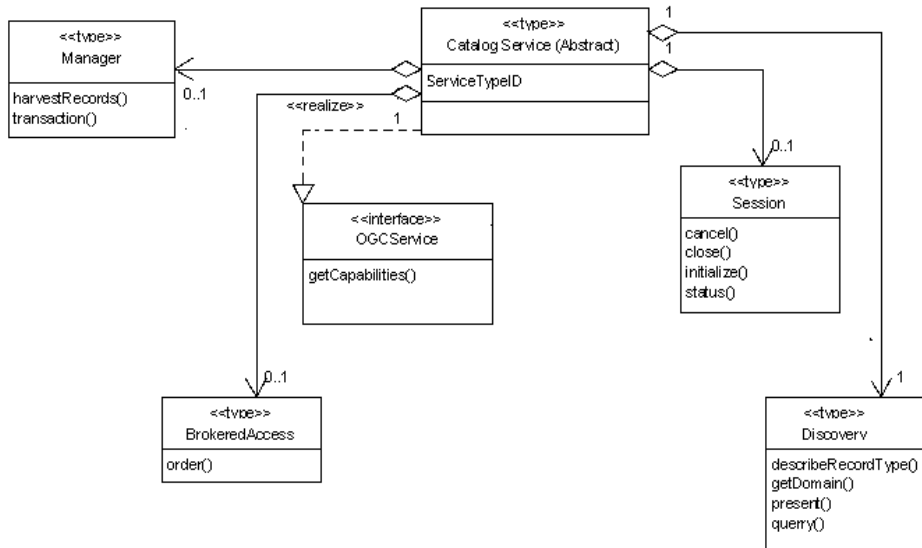 <<type>>
Manager
harvestRecords()
transaction()
0..1
<<type>>
Catalog Service (Abstract)
ServiceTypeID
1
1
<<realize>>
1
0..1
<<type>>
Session
cancel()
close()
initialize()
status()
<<interface>>
OGCService
getCapabilities()
0..1
<<type>>
BrokeredAccess
order()
1
<<type>>
Discovery
describeRecordType()
getDomain()
present()
querry()